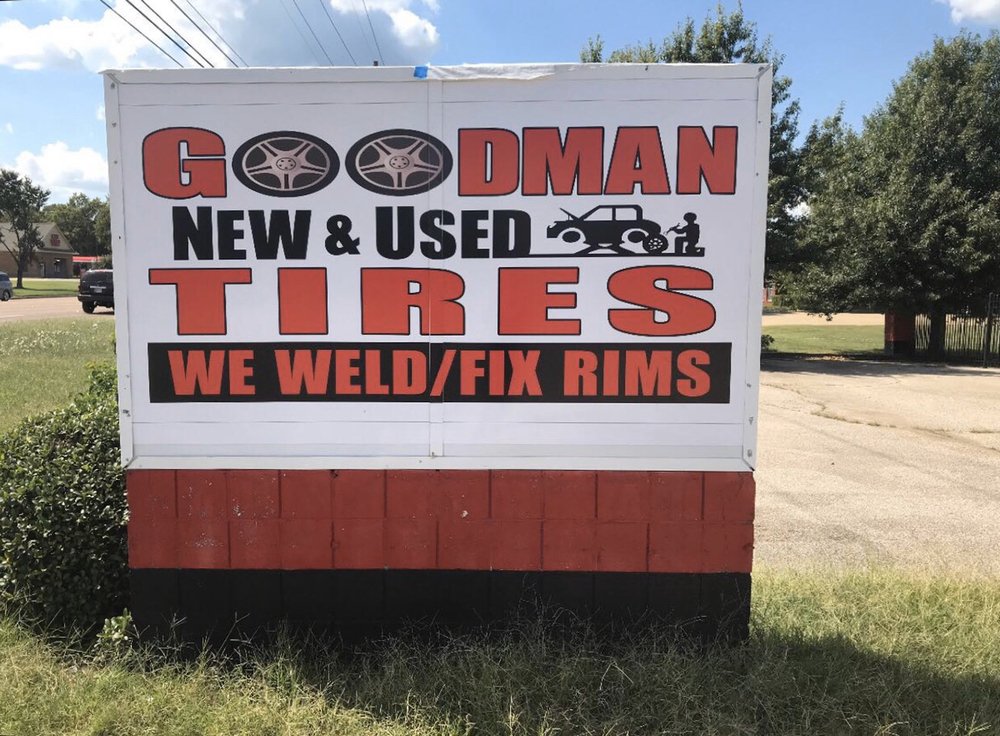 GOODMAN
NEW & USED
TIRES
WE WELD/FIX RIMS